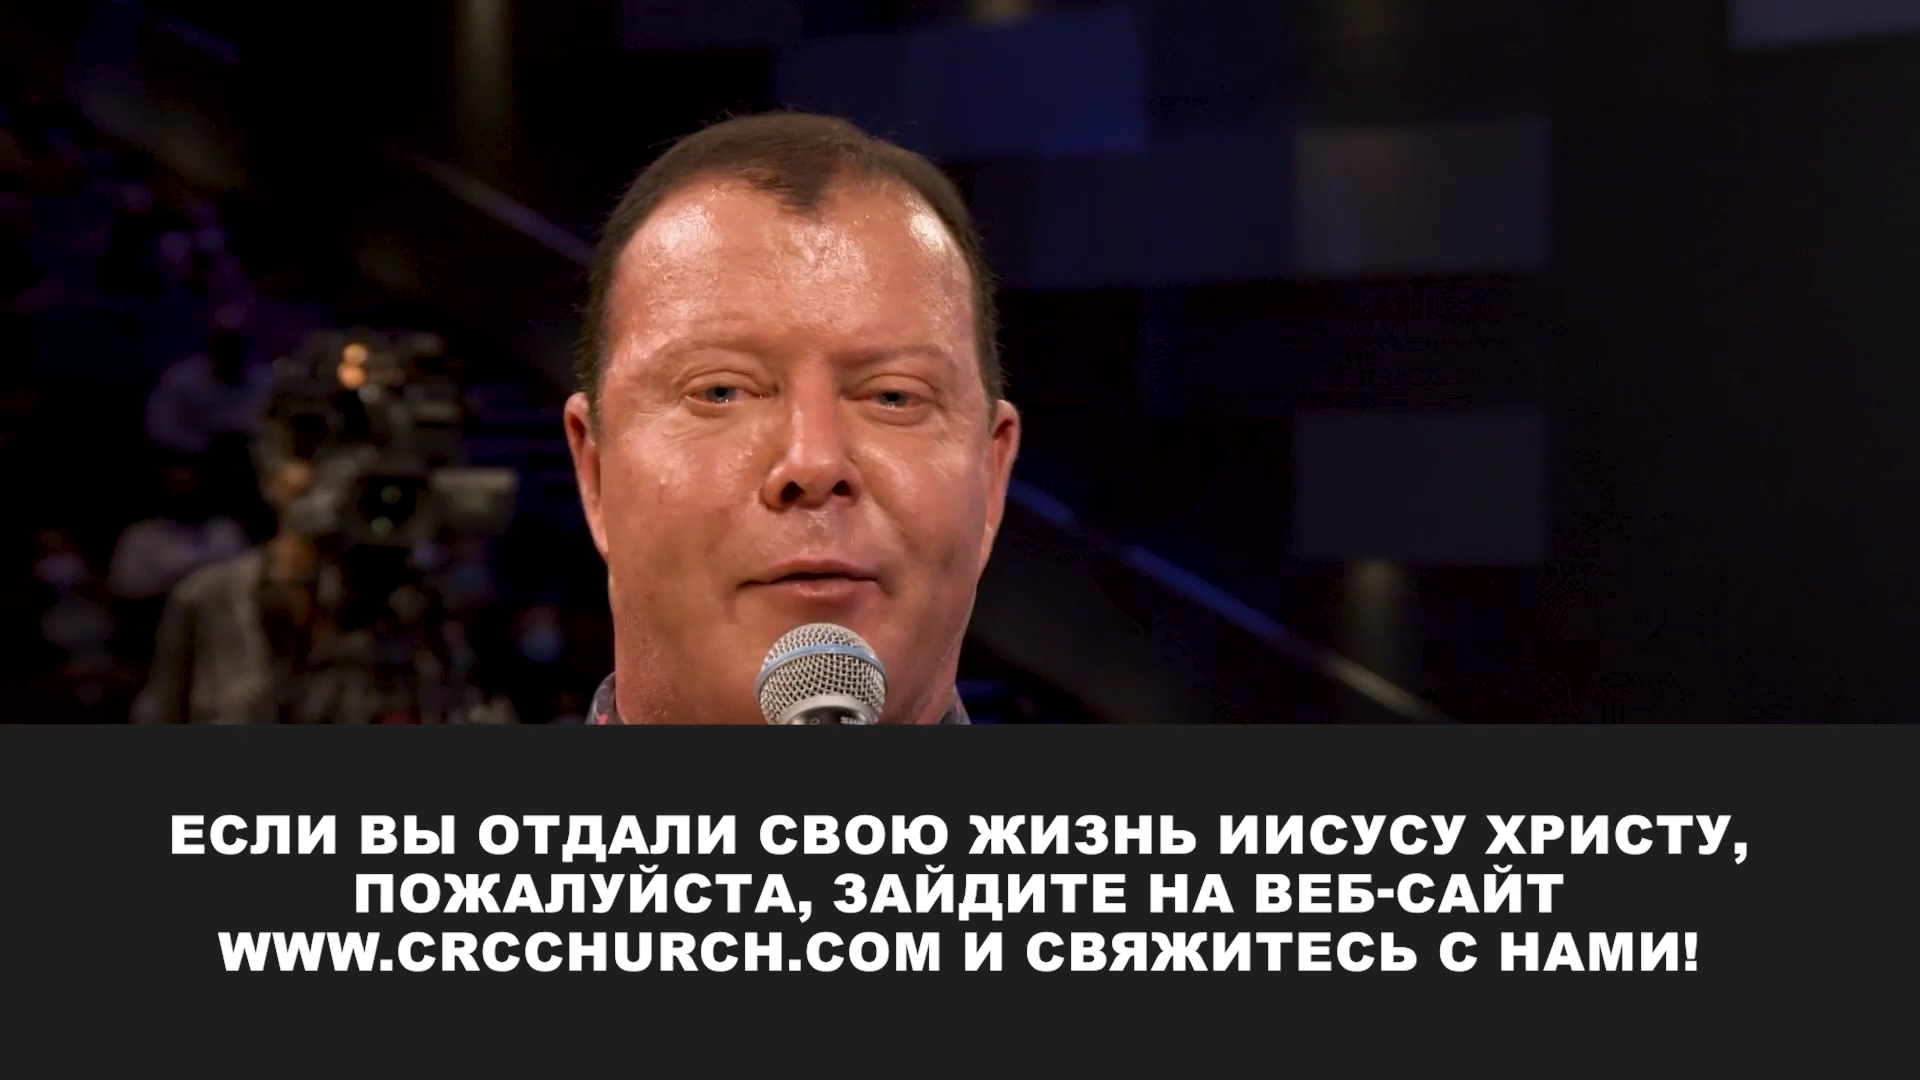 ЕСЛИ ВЫ ОТДАЛИ СВОЮ ЖИЗНЬ ИИСУСУ ХРИСТУ,
ПОЖАЛУЙСТА, ЗАЙДИТЕ НА ВЕБ-САЙТ
WWW.CRCCHURCH.COM И СВЯЖИТЕСЬ С НАМИ!